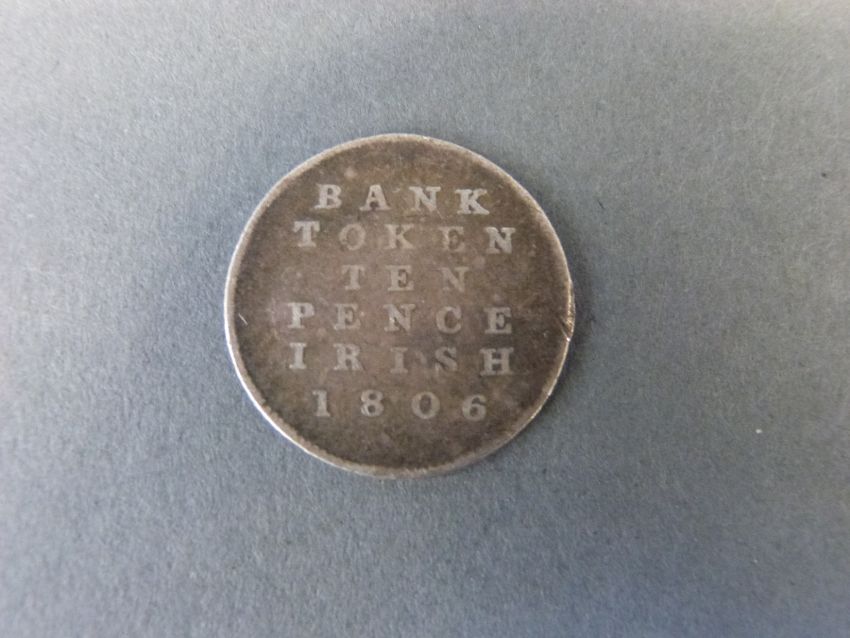 BANK
TOKEN
TEN
PENCE
IRISH
1806